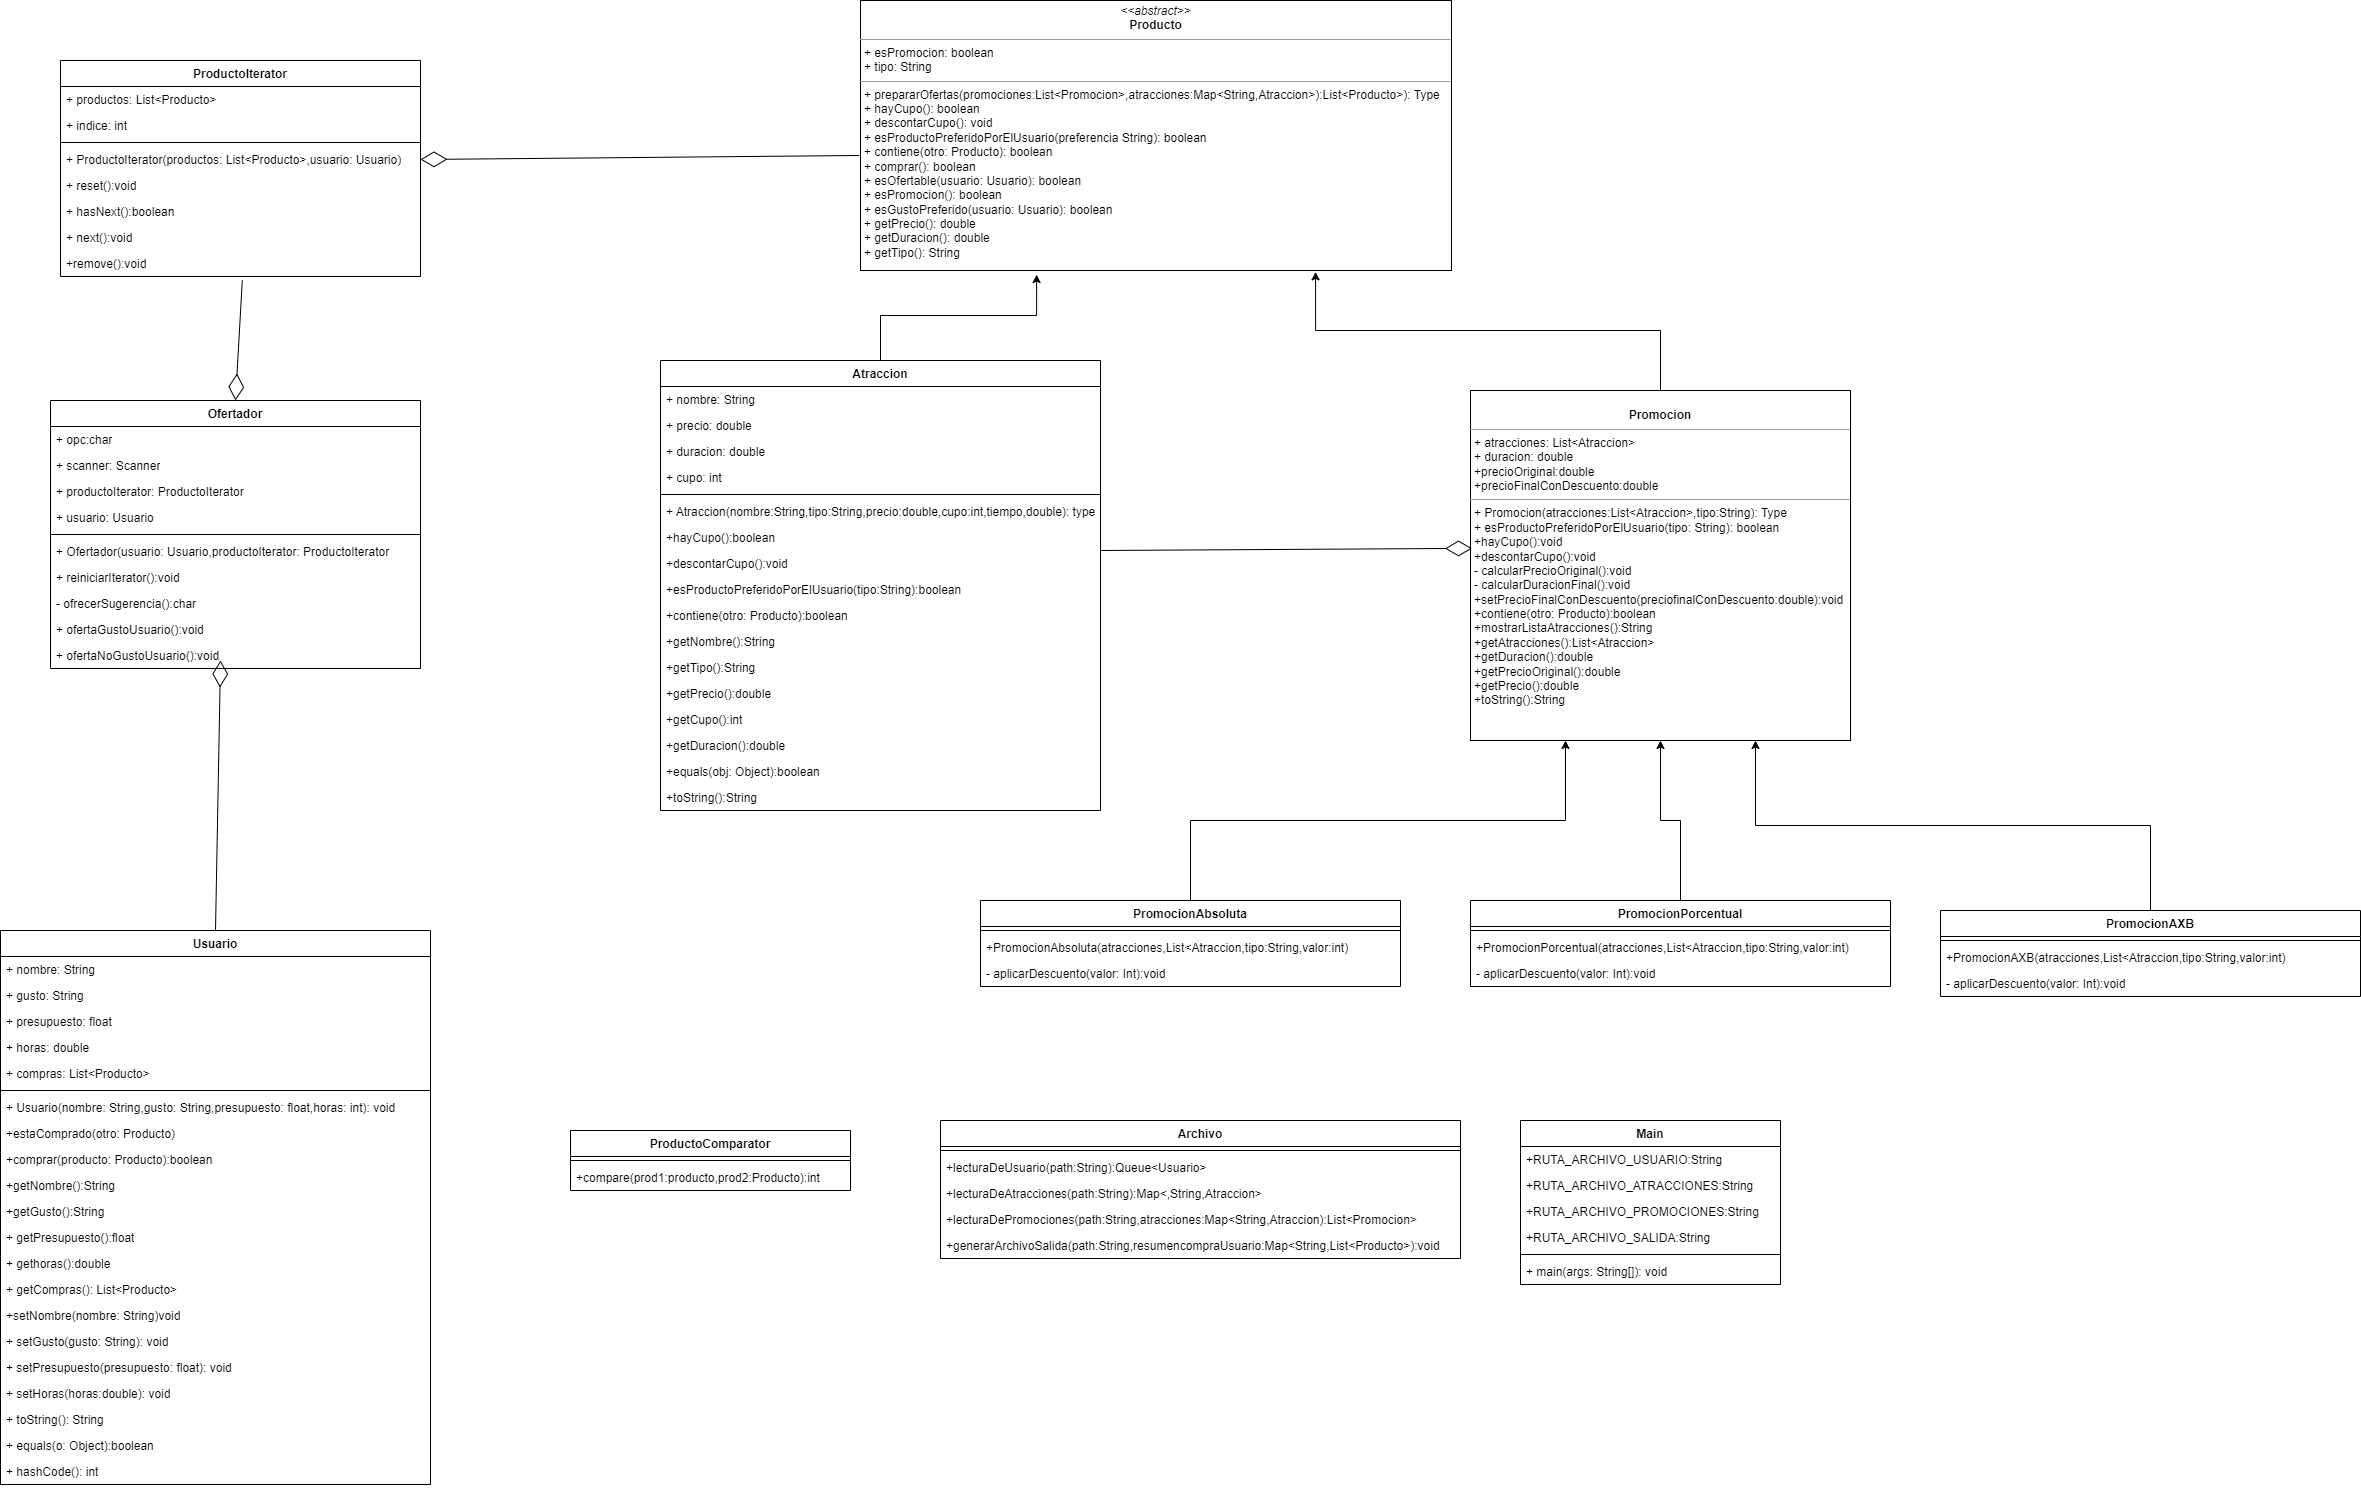 <<abstract>>
Producto
+ esPromocion: boolean
+ tipo: String
+ prepararOfertas(promociones:List<Promocion>,atracciones:Map<String,Atraccion>):List<Producto>): Type
+ hayCupo(): boolean
+ descontarCupo(): void
+ esProductoPreferidoPorElUsuario(preferencia String): boolean
+ contiene(otro: Producto): boolean
+ comprar(): boolean
+ esOfertable(usuario: Usuario): boolean
+ esPromocion(): boolean
+ esGustoPreferido(usuario: Usuario): boolean
+ getPrecio(): double
+ getDuracion(): double
+ getTipo(): String
ProductoIterator
+ productos: List<Producto>
+ indice: int
+ ProductoIterator(productos: List<Producto>,usuario: Usuario)
+ reset():void
+ hasNext():boolean
+ next():void
+remove():void
Ofertador
+ opc:char
+ scanner: Scanner
+ productoIterator: ProductoIterator
+ usuario: Usuario
+ Ofertador(usuario: Usuario,productoIterator: ProductoIterator
+ reiniciarIterator():void
- ofrecerSugerencia():char
+ ofertaGustoUsuario():void
+ ofertaNoGustoUsuario():void
Atraccion
+ nombre: String
+ precio: double
+ duracion: double
+ cupo: int
+ Atraccion(nombre:String,tipo:String,precio:double,cupo:int,tiempo,double): type
+hayCupo():boolean
+descontarCupo():void
+esProductoPreferidoPorElUsuario(tipo:String):boolean
+contiene(otro: Producto):boolean
+getNombre():String
+getTipo():String
+getPrecio():double
+getCupo():int
+getDuracion():double
+equals(obj: Object):boolean
+toString():String
Promocion
+ atracciones: List<Atraccion>
+ duracion: double
+precioOriginal:double
+precioFinalConDescuento:double
+ Promocion(atracciones:List<Atraccion>,tipo:String): Type
+ esProductoPreferidoPorElUsuario(tipo: String): boolean
+hayCupo():void
+descontarCupo():void
- calcularPrecioOriginal():void
- calcularDuracionFinal():void
+setPrecioFinalConDescuento(preciofinalConDescuento:double):void
+contiene(otro: Producto):boolean
+mostrarListaAtracciones():String
+getAtracciones():List<Atraccion>
+getDuracion():double
+getPrecioOriginal():double
+getPrecio():double
+toString():String
PromocionAbsoluta
+PromocionAbsoluta(atracciones,List<Atraccion,tipo:String,valor:int)
- aplicarDescuento(valor: Int):void
PromocionPorcentual
+PromocionPorcentual(atracciones,List<Atraccion,tipo:String,valor:int)
- aplicarDescuento(valor: Int):void
PromocionAXB
+PromocionAXB(atracciones,List<Atraccion,tipo:String,valor:int)
- aplicarDescuento(valor: Int):void
Usuario
+ nombre: String
+ gusto: String
+ presupuesto: float
+ horas: double
+ compras: List<Producto>
+ Usuario(nombre: String,gusto: String,presupuesto: float,horas: int): void
+estaComprado(otro: Producto)
+comprar(producto: Producto):boolean
+getNombre():String
+getGusto():String
+ getPresupuesto():float
+ gethoras():double
+ getCompras(): List<Producto>
+setNombre(nombre: String)void
+ setGusto(gusto: String): void
+ setPresupuesto(presupuesto: float): void
+ setHoras(horas:double): void
+ toString(): String
+ equals(o: Object):boolean
+ hashCode(): int
ProductoComparator
+compare(prod1:producto,prod2:Producto):int
Archivo
+lecturaDeUsuario(path:String):Queue<Usuario>
+lecturaDeAtracciones(path:String):Map<,String,Atraccion>
+lecturaDePromociones(path:String,atracciones:Map<String,Atraccion):List<Promocion>
+generarArchivoSalida(path:String,resumencompraUsuario:Map<String,List<Producto>):void
Main
+RUTA_ARCHIVO_USUARIO:String
+RUTA_ARCHIVO_ATRACCIONES:String
+RUTA_ARCHIVO_PROMOCIONES:String
+RUTA_ARCHIVO_SALIDA:String
+ main(args: String[]): void